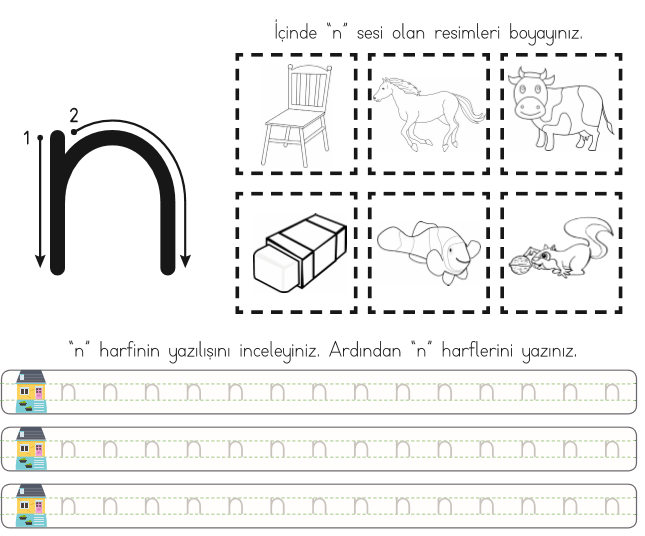 İçinde “n” sesi olan resimleri boyayınız.
1
2
n
“n” harfinin yazılışını inceleyiniz. Ardından “n” harflerini yazınız.
n n n n n n n n n n n n n n
n n n n n n n n n n n n n n
n n n n n n n n n n n n n n